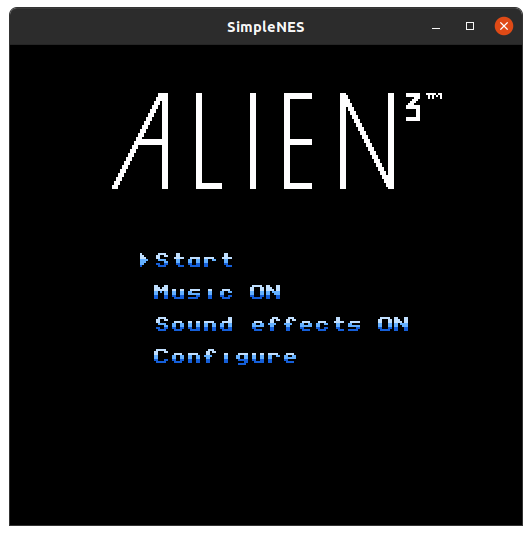 SimpleNES
ALIEN³™
Start
Music ON
Sound effects ON
Configure